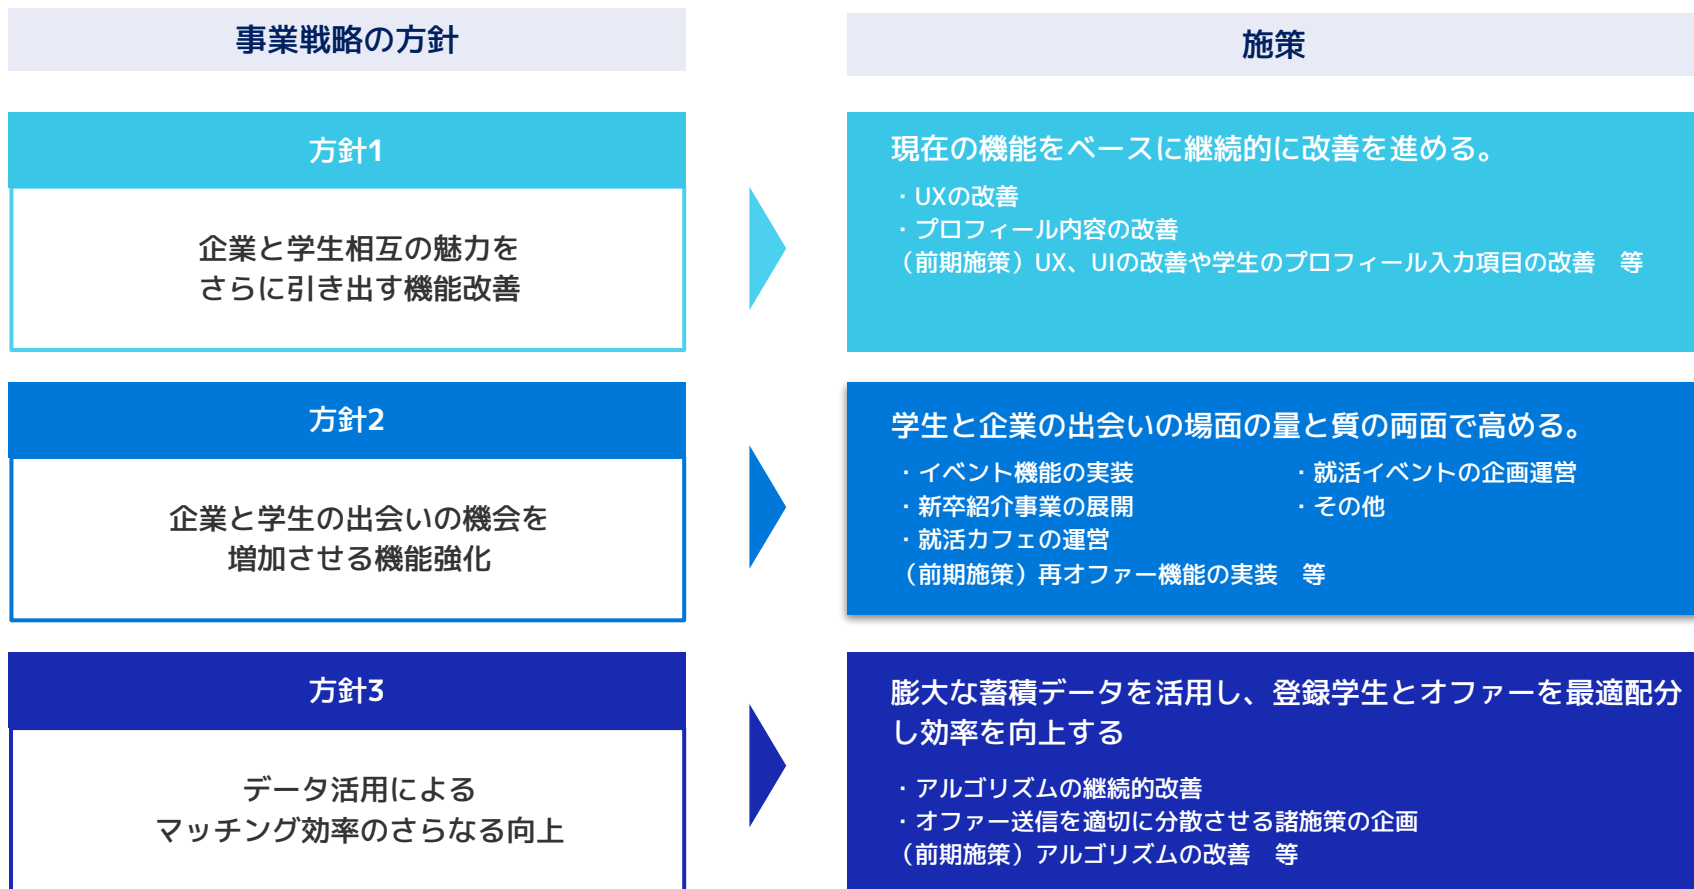 事業戦略の方針
施策
方針1
企業と学生相互の魅力を
さらに引き出す機能改善
現在の機能をベースに継続的に改善を進める。
・UXの改善
・プロフィール内容の改善
（前期施策）UX、UIの改善や学生のプロフィール入力項目の改善　等
方針2
企業と学生の出会いの機会を
増加させる機能強化
学生と企業の出会いの場面の量と質の両面で高める。
・イベント機能の実装
・新卒紹介事業の展開
・就活カフェの運営
・就活イベントの企画運営
・その他
（前期施策）再オファー機能の実装　等
方針3
データ活用による
マッチング効率のさらなる向上
膨大な蓄積データを活用し、登録学生とオファーを最適配分
し効率を向上する
・アルゴリズムの継続的改善
・オファー送信を適切に分散させる諸施策の企画
（前期施策）アルゴリズムの改善　等